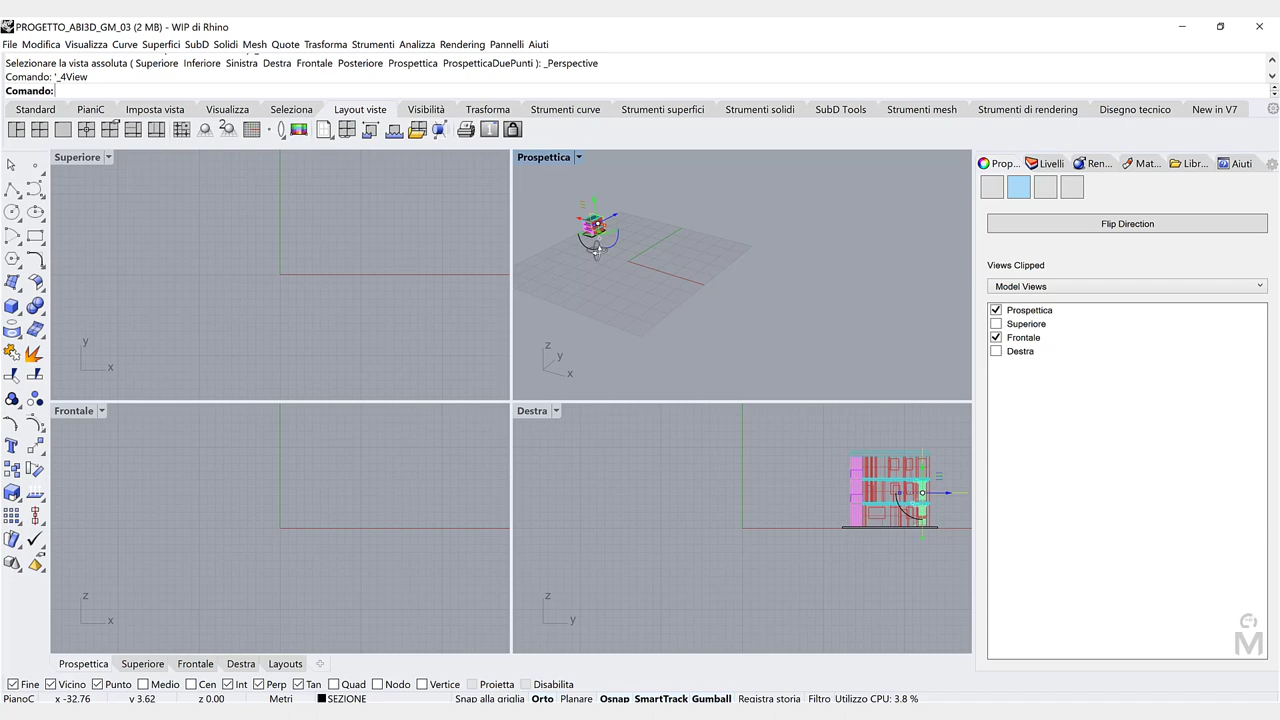 PROGETTO_ABI3D_GM_03 (2 MB) - WIP di Rhino
File Modifica Visualizza Curve Superfici SubD Solidi Mesh Quote Trasforma Strumenti Analizza Rendering Pannelli Aiuti
Selezionare la vista assoluta ( Superiore Inferiore Sinistra Destra Frontale Posteriore Prospettica ProspetticaDuePunti ): _Perspective
Comando: '_4View
Comando:
Standard PianiC Imposta vista Visualizza Seleziona Layout viste Visibilità Trasforma Strumenti curve Strumenti superfici Strumenti solidi SubD Tools Strumenti mesh Strumenti di rendering Disegno tecnico New in V7
Superiore
Prospettica
Prop... Livelli Ren... Mat... Libr... Aiuti
Flip Direction
Views Clipped
Model Views
Prospettica
Superiore
Frontale
Destra
y
x
z
y
x
Frontale
Destra
z
x
z
y
M
Prospettica Superiore Frontale Destra Layouts
Fine Vicino Punto Medio Cen Int Perp Tan Quad Nodo Vertice Proietta Disabilita
PianoC x -32.76 y 3.62 z 0.00 Metri SEZIONE Snap alla griglia Orto Planare Osnap SmartTrack Gumball Registra storia Filtro Utilizzo CPU: 3.8 %